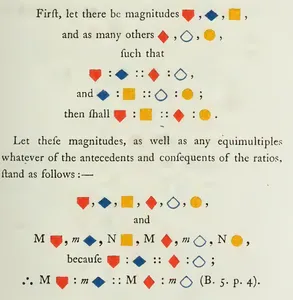 Firſt, let there be magnitudes , , ,
and as many others , , ,
ſuch that
: :: : ,
and : :: : ;
then ſhall : :: : .
Let theſe magnitudes, as well as any equimultiples
whatever of the antecedents and conſequents of the ratios,
ſtand as follows :—
, , , , , ,
and
M , m , N , M , m , N ,
becauſe : :: : ;
∴ M : m :: M : m (B. 5. p. 4).